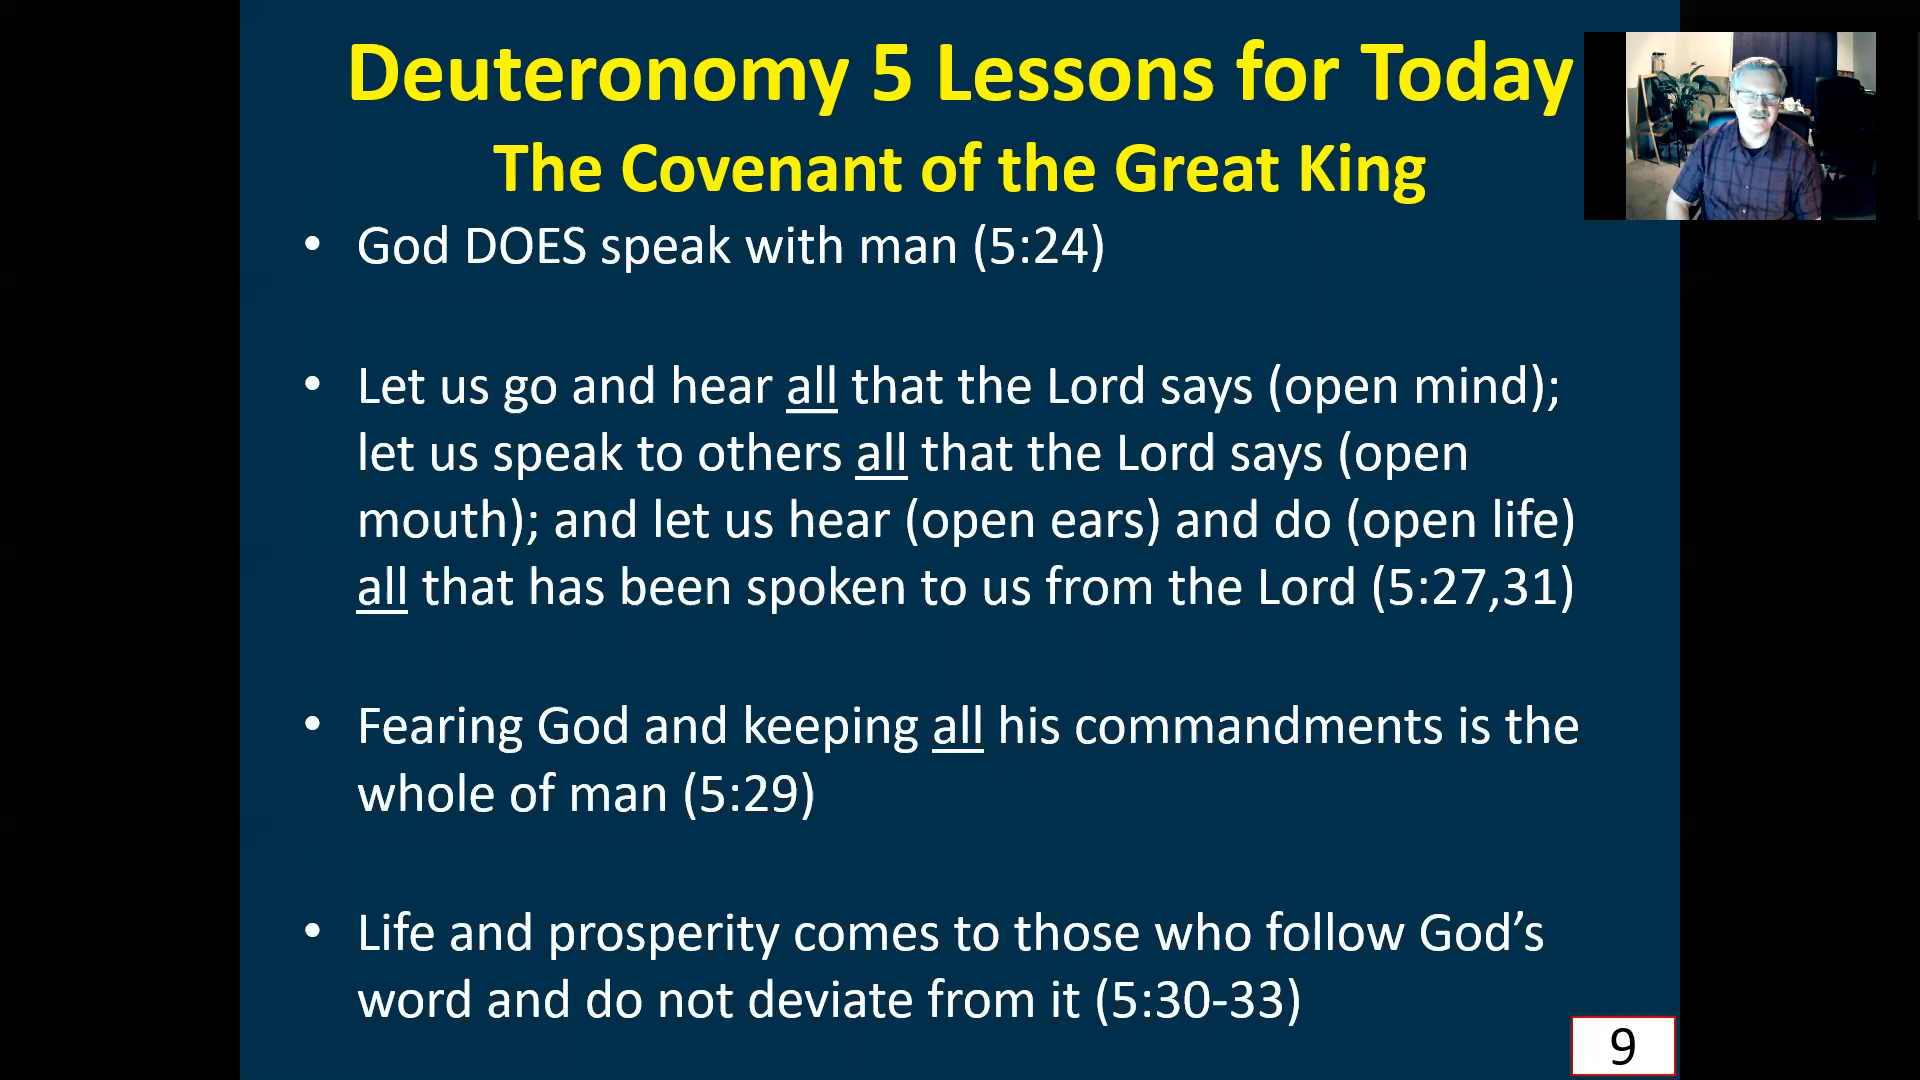 Deuteronomy 5 Lessons for Today
The Covenant of the Great King
• God DOES speak with man (5:24)
• Let us go and hear all that the Lord says (open mind);
let us speak to others all that the Lord says (open
mouth); and let us hear (open ears) and do (open life)
all that has been spoken to us from the Lord (5:27,31)
• Fearing God and keeping all his commandments is the
whole of man (5:29)
• Life and prosperity comes to those who follow God’s
word and do not deviate from it (5:30-33)
9